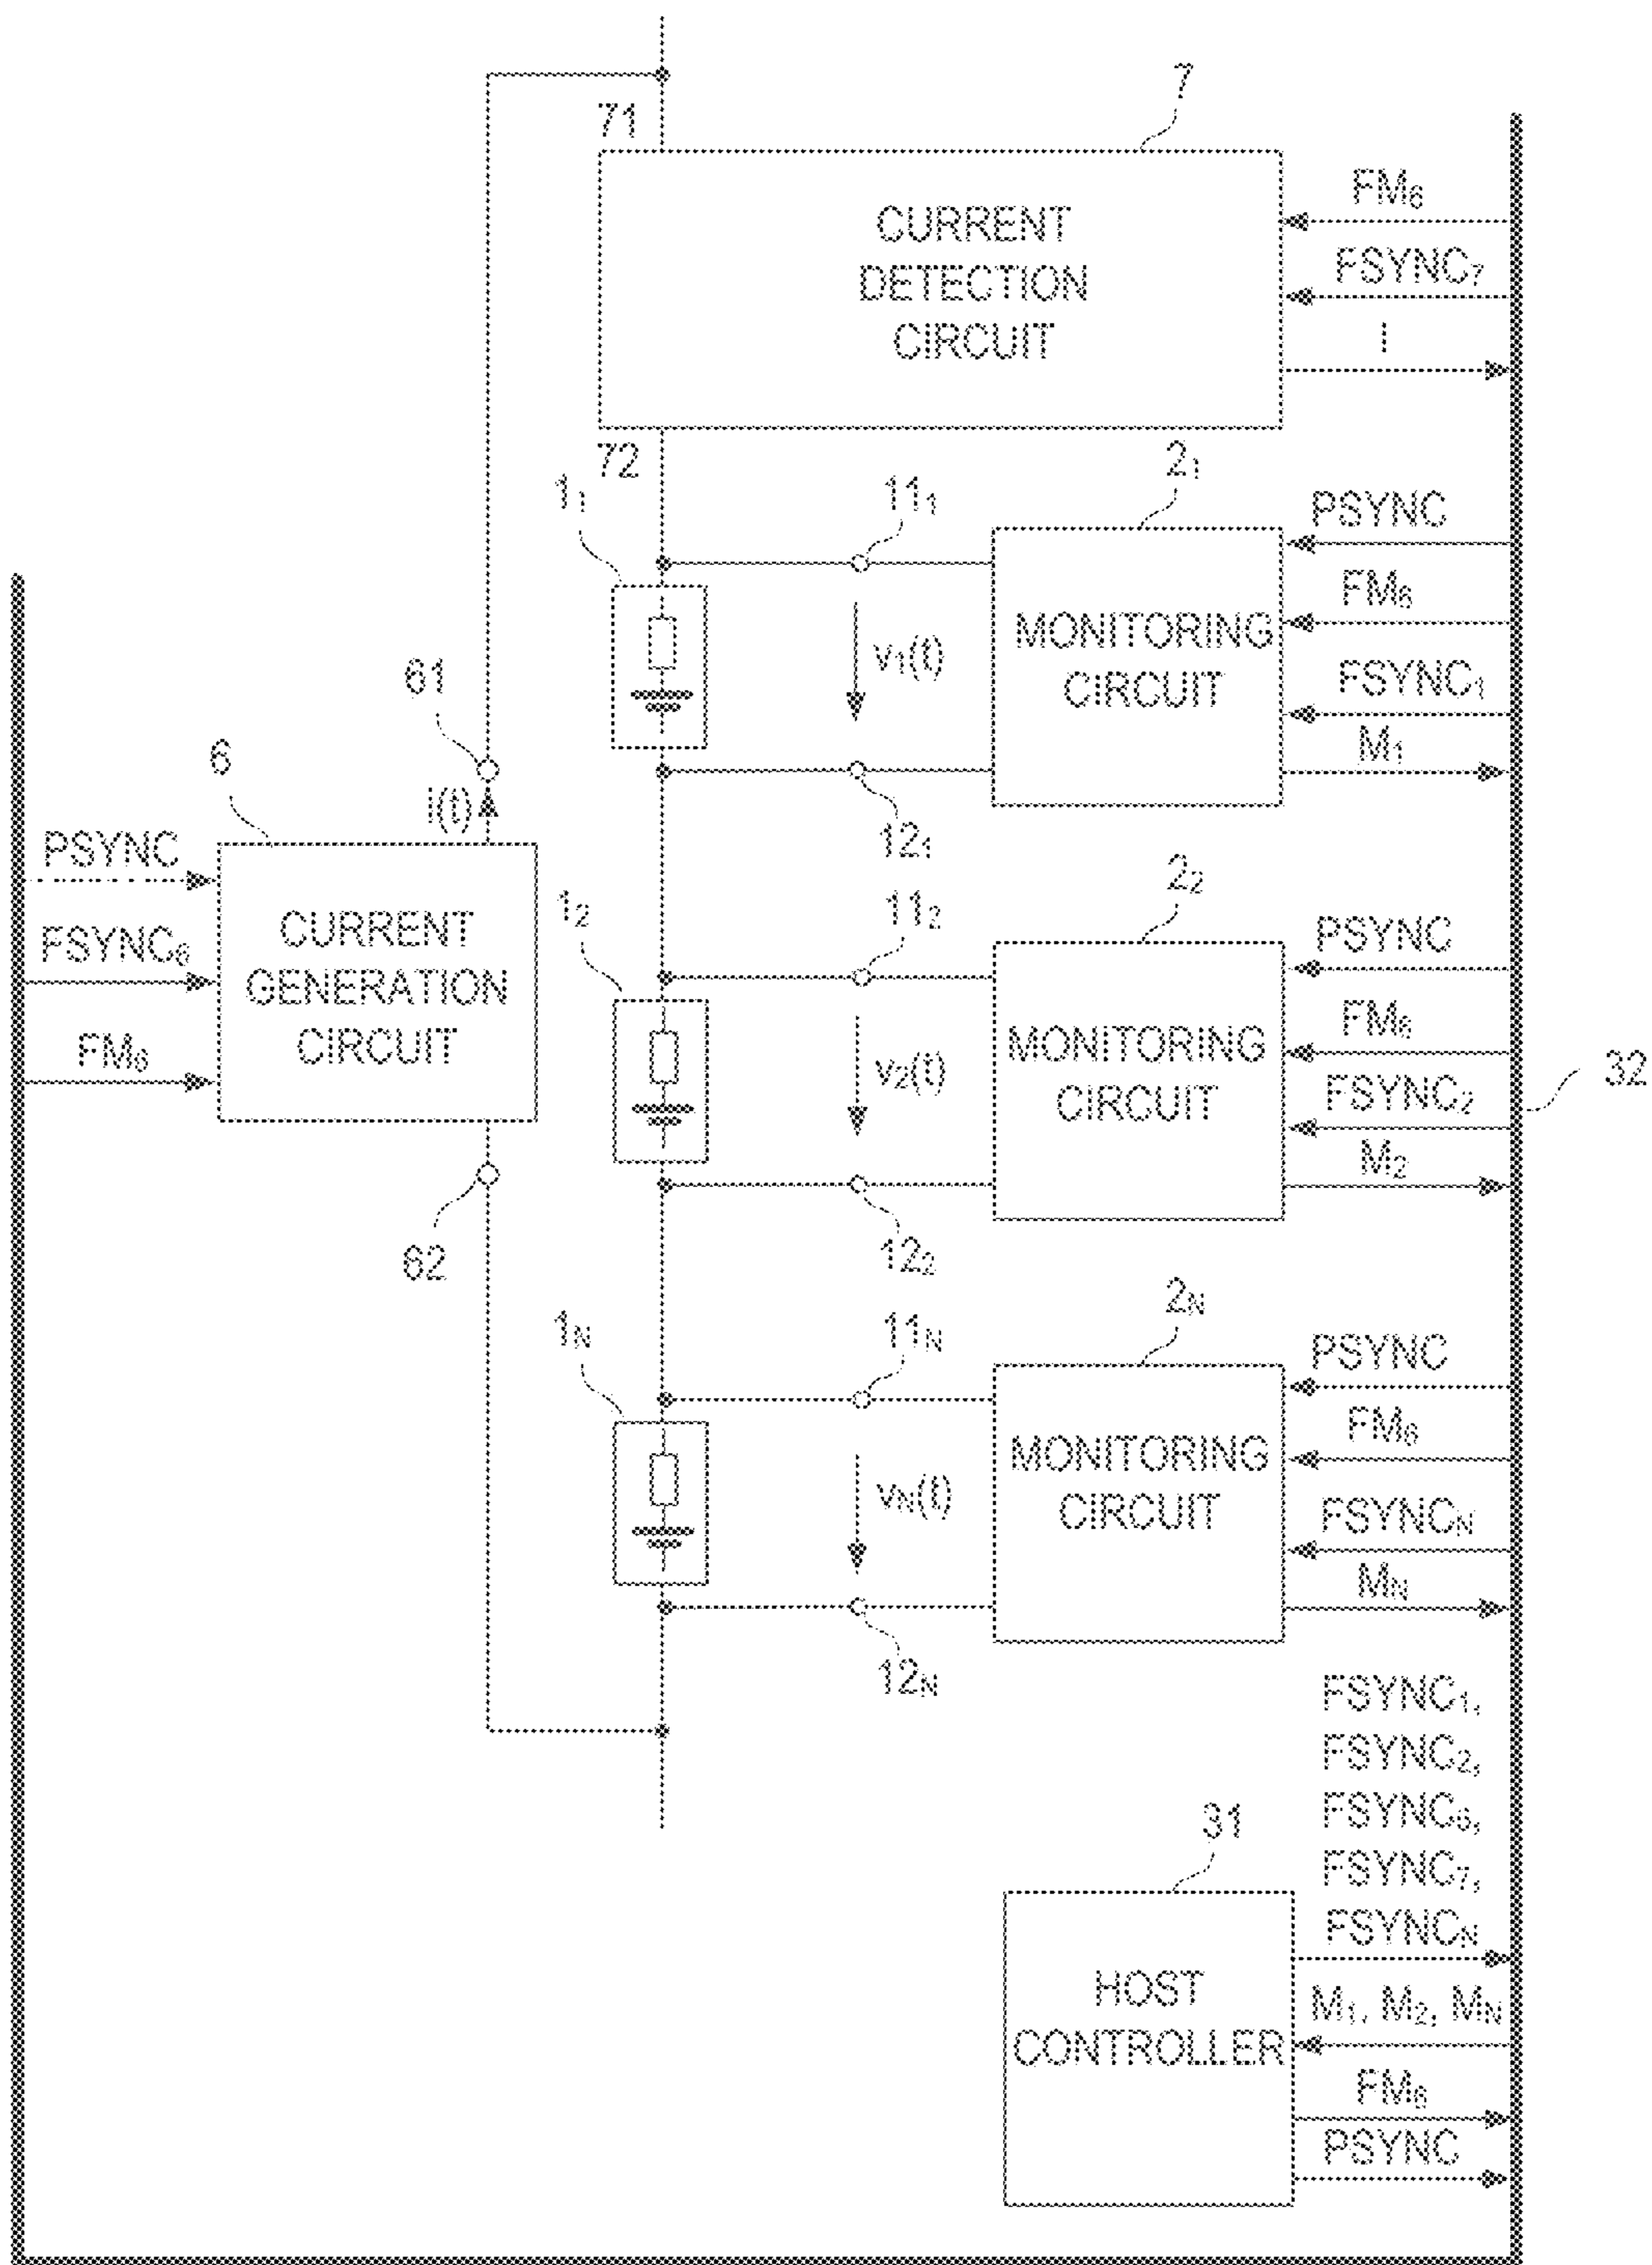 7
71
CURRENT
DETECTION
CIRCUIT
FM₆
FSYNC₇
I
72
1₁
11₁
2₁
PSYNC
FM₆
MONITORING
CIRCUIT
v₁(t)
FSYNC₁
M₁
12₁
61
6
i(t)
PSYNC
FSYNC₆
FM₆
CURRENT
GENERATION
CIRCUIT
62
1₂
11₂
2₂
PSYNC
FM₆
MONITORING
CIRCUIT
v₂(t)
FSYNC₂
M₂
12₂
32
1N
11N
2N
PSYNC
FM₆
MONITORING
CIRCUIT
vN(t)
FSYNCN
MN
12N
FSYNC₁,
FSYNC₂,
FSYNC₆,
FSYNC₇,
FSYNCN
31
HOST
CONTROLLER
M₁, M₂, MN
FM₆
PSYNC